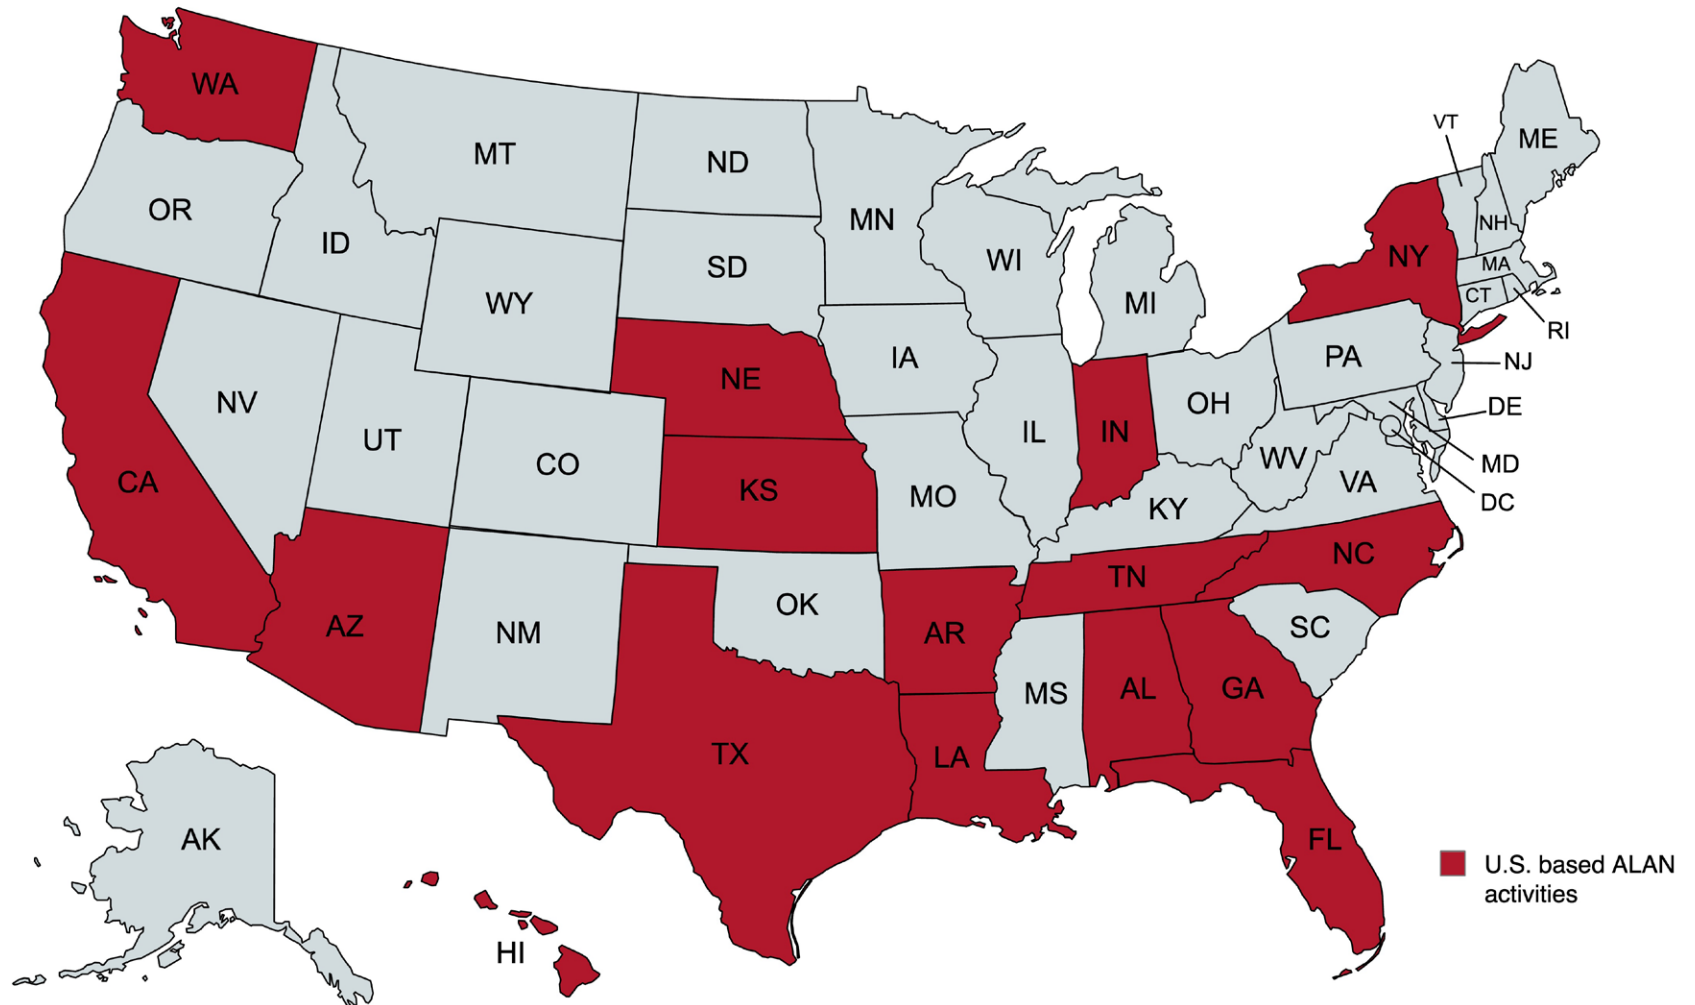 WA
MT
ND
MN
VT
ME
OR
ID
SD
WI
MI
NY
NH
MA
CT
RI
WY
IA
NE
PA
NJ
NV
UT
CO
KS
MO
IL
IN
OH
WV
VA
DE
MD
DC
CA
KY
AZ
NM
OK
AR
TN
NC
SC
TX
LA
MS
AL
GA
FL
AK
HI
U.S. based ALAN
activities